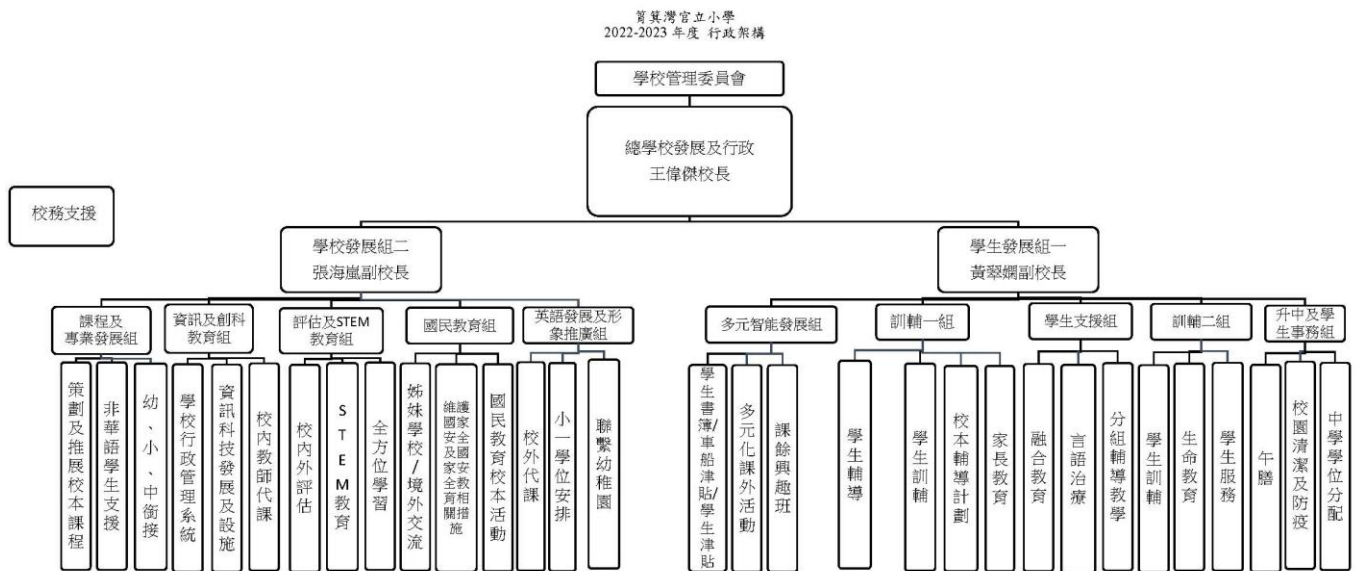 筲箕灣官立小學
2022-2023 年度 行政架構
學校管理委員會
總學校發展及行政
王偉傑校長
校務支援
學校發展組二
張海嵐副校長
學生發展組一
黃翠嫻副校長
課程及
專業發展組
資訊及創科
教育組
評估及STEM
教育組
國民教育組
英語發展及形
象推廣組
多元智能發展組
訓輔一組
學生支援組
訓輔二組
升中及學
生事務組
策劃及推展校本課程
非華語學生支援
幼、小、中銜接
學校行政管理系統
資訊科技發展及設施
校內教師代課
校內外評估
STEM教育
全方位學習
姊妹學校/境外交流
維護國家安全及國家安全教育相關措施
國民教育校本活動
校外代課
小一學位安排
聯繫幼稚園
學生書簿/車船津貼/學生津貼
多元化課外活動
課餘興趣班
學生輔導
學生訓輔
校本輔導計劃
家長教育
融合教育
言語治療
分組輔導教學
學生訓輔
生命教育
學生服務
午膳
校園清潔及防疫
中學學位分配